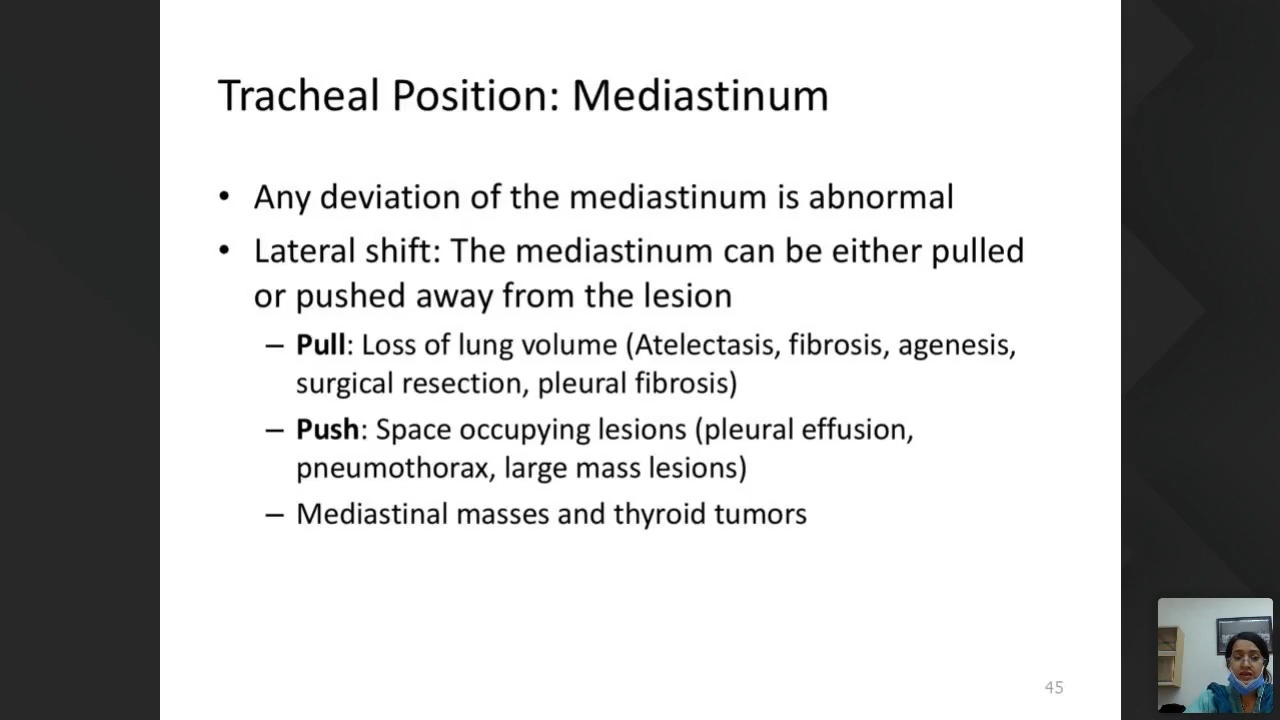 Tracheal Position: Mediastinum
• Any deviation of the mediastinum is abnormal
• Lateral shift: The mediastinum can be either pulled
or pushed away from the lesion
– Pull: Loss of lung volume (Atelectasis, fibrosis, agenesis,
surgical resection, pleural fibrosis)
– Push: Space occupying lesions (pleural effusion,
pneumothorax, large mass lesions)
– Mediastinal masses and thyroid tumors
45